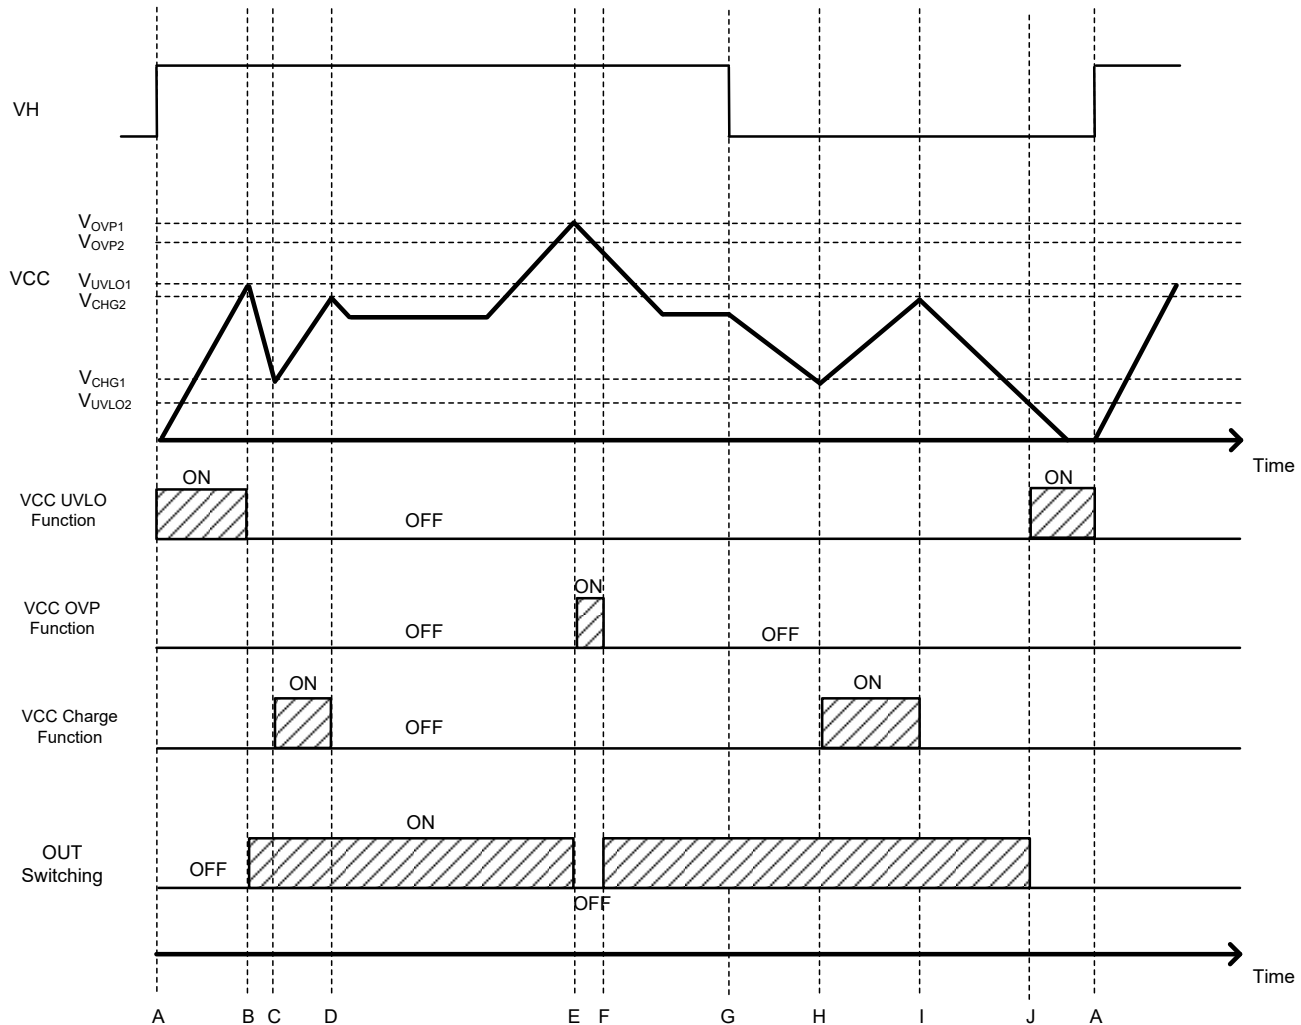 VH
VOVP1
VOVP2
VCC
VUVLO1
VCHG2
VCHG1
VUVLO2
Time
ON
ON
VCC UVLO
Function
OFF
ON
VCC OVP
Function
OFF
OFF
ON
ON
VCC Charge
Function
OFF
ON
OUT
Switching
OFF
OFF
Time
A B C D E F G H I J A